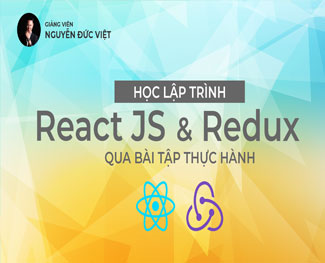 GIẢNG VIÊN
NGUYỄN ĐỨC VIỆT
HỌC LẬP TRÌNH
React JS & Redux
QUA BÀI TẬP THỰC HÀNH